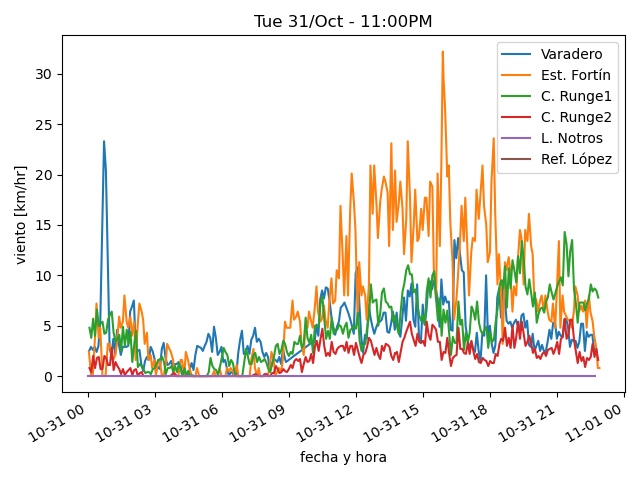 Tue 31/Oct - 11:00PM
Varadero
Est. Fortín
C. Runge1
C. Runge2
L. Notros
Ref. López
viento [km/hr]
30
25
20
15
10
5
0
10-31 00
10-31 03
10-31 06
10-31 09
10-31 12
10-31 15
10-31 18
10-31 21
11-01 00
fecha y hora